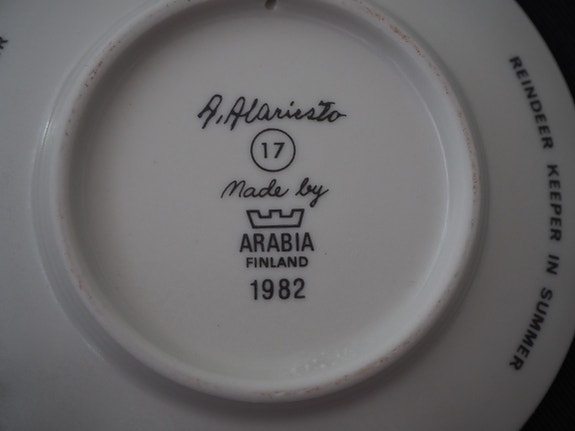 A. Alariesto
17
Made by
ARABIA
FINLAND
1982
REINDEER KEEPER IN SUMMER